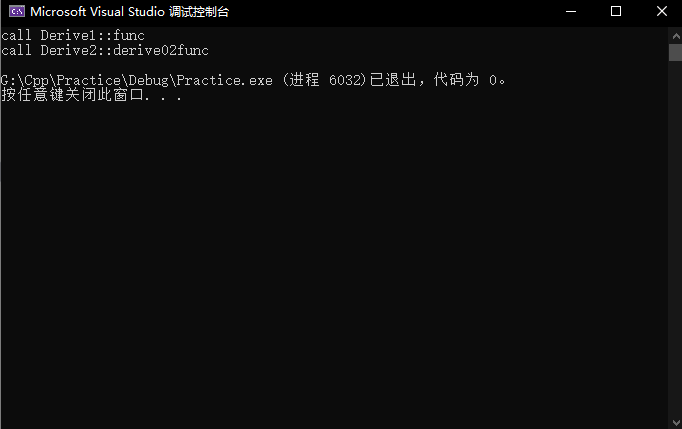 Microsoft Visual Studio 调试控制台
call Derive1::func
call Derive2::derive02func
G:\Cpp\Practice\Debug\Practice.exe (进程 6032)已退出，代码为 0。
按任意键关闭此窗口. . .